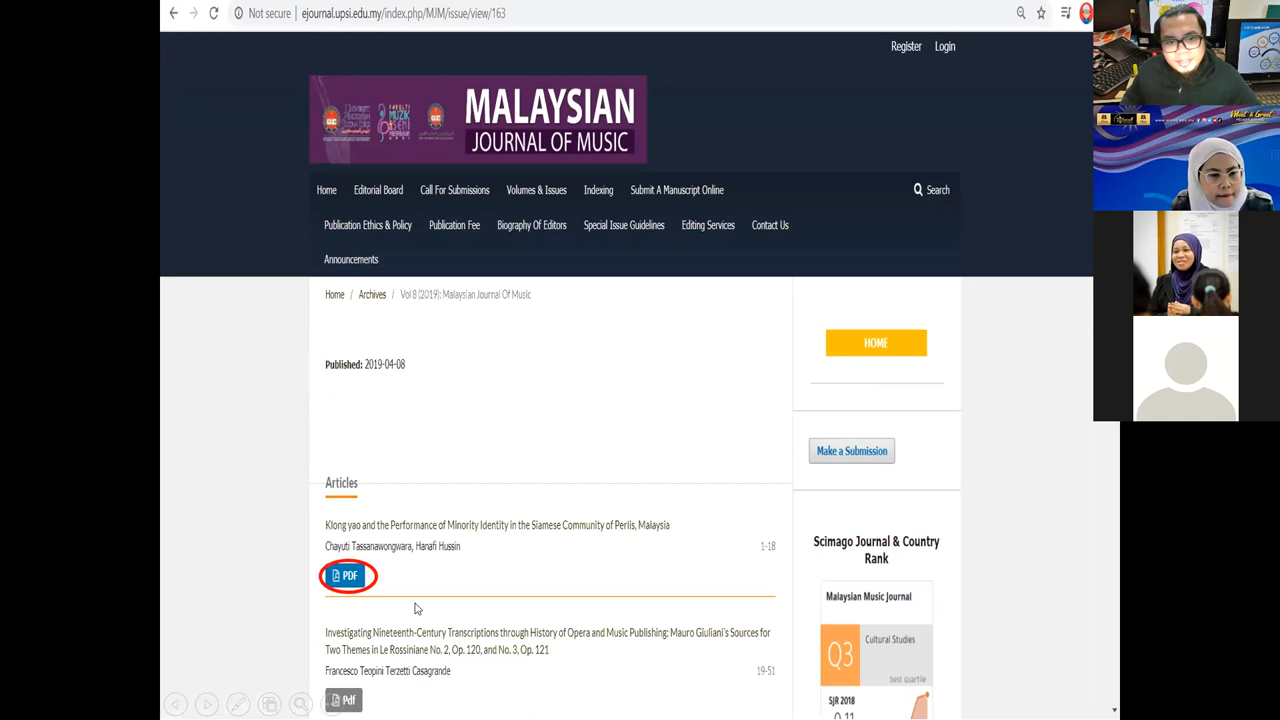 Not secure | ejournal.upsi.edu.my/index.php/MJM/issue/view/163
Register Login
MALAYSIAN
JOURNAL OF MUSIC
Home Editorial Board Call For Submissions Volumes & Issues Indexing Submit A Manuscript Online Search
Publication Ethics & Policy Publication Fee Biography Of Editors Special Issue Guidelines Editing Services Contact Us
Announcements
Home / Archives / Vol 8 (2019): Malaysian Journal Of Music
HOME
Published: 2019-04-08
Make a Submission
Articles
Klong yao and the Performance of Minority Identity in the Siamese Community of Perlis, Malaysia
Chayuti Tassanawongwara, Hanafi Hussin 1-18
PDF
Investigating Nineteenth-Century Transcriptions through History of Opera and Music Publishing: Mauro Giuliani's Sources for
Two Themes in Le Rossiniane No. 2, Op. 120, and No. 3, Op. 121
Francesco Teopini Terzetti Casagrande 19-51
Pdf
Scimago Journal & Country
Rank
Malaysian Music Journal
Q3 Cultural Studies
best quartile
SJR 2018
0.11
Meet & Greet